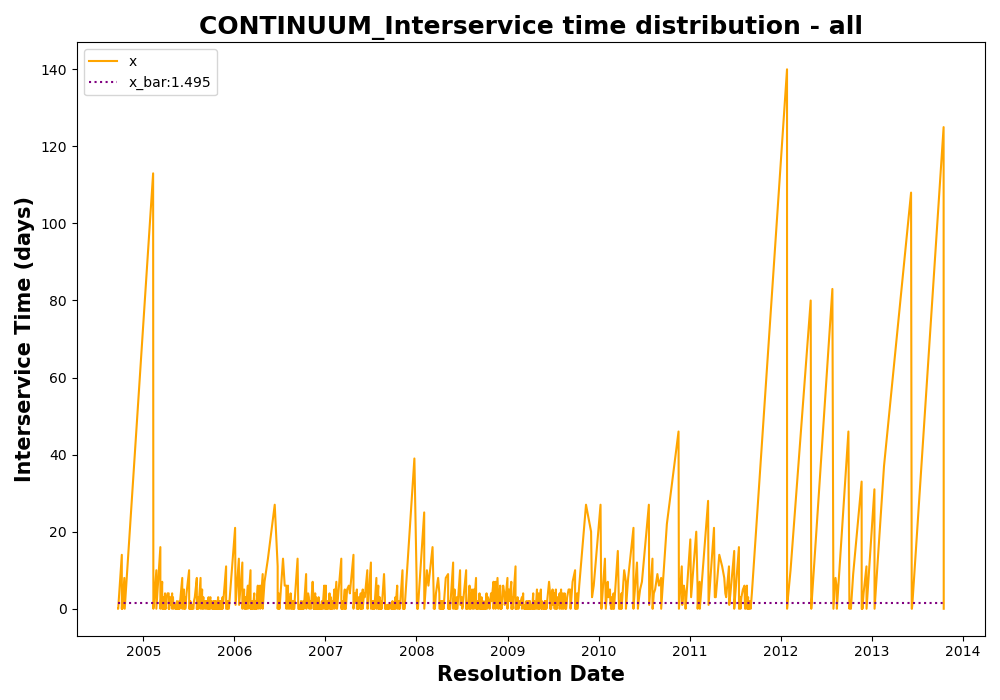 CONTINUUM_Interservice time distribution - all
x
x_bar:1.495
Interservice Time (days)
140
120
100
80
60
40
20
0
2005 2006 2007 2008 2009 2010 2011 2012 2013 2014
Resolution Date